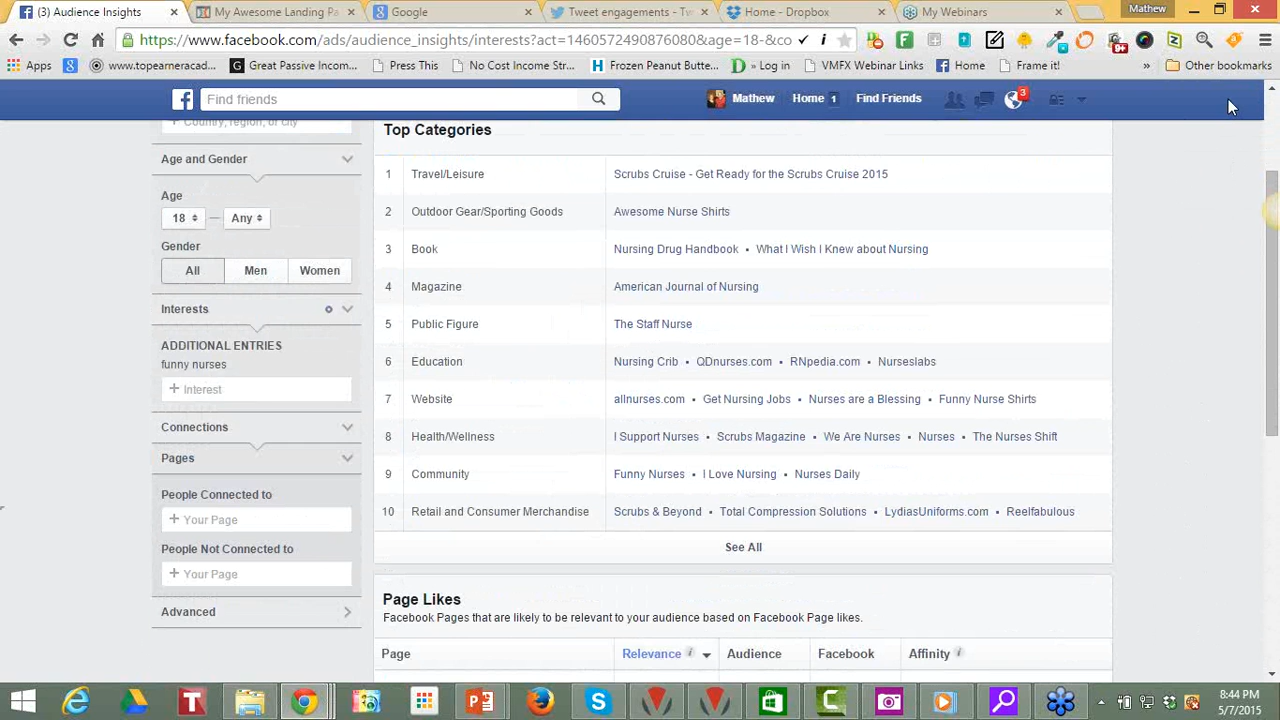 (3) Audience Insights
My Awesome Landing Pa
Google
Tweet engagements - Tw
Home - Dropbox
My Webinars
Mathew
https://www.facebook.com/ads/audience_insights/interests?act=1460572490876080&age=18-&co
9+
Apps
www.topearneracad...
Great Passive Incom...
Press This
No Cost Income Str...
Frozen Peanut Butte...
» Log in
VMFX Webinar Links
Home
Frame it!
»
Other bookmarks
Find friends
Mathew
Home 1
Find Friends
3
Country, region, or city
Age and Gender
Age
18 — Any
Gender
All Men Women
Interests
ADDITIONAL ENTRIES
funny nurses
+ Interest
Connections
Pages
People Connected to
+ Your Page
People Not Connected to
+ Your Page
Advanced
Top Categories
1 Travel/Leisure Scrubs Cruise - Get Ready for the Scrubs Cruise 2015
2 Outdoor Gear/Sporting Goods Awesome Nurse Shirts
3 Book Nursing Drug Handbook • What I Wish I Knew about Nursing
4 Magazine American Journal of Nursing
5 Public Figure The Staff Nurse
6 Education Nursing Crib • QDnurses.com • RNpedia.com • Nurseslabs
7 Website allnurses.com • Get Nursing Jobs • Nurses are a Blessing • Funny Nurse Shirts
8 Health/Wellness I Support Nurses • Scrubs Magazine • We Are Nurses • Nurses • The Nurses Shift
9 Community Funny Nurses • I Love Nursing • Nurses Daily
10 Retail and Consumer Merchandise Scrubs & Beyond • Total Compression Solutions • LydiasUniforms.com • Reelfabulous
See All
Page Likes
Facebook Pages that are likely to be relevant to your audience based on Facebook Page likes.
Page Relevance Audience Facebook Affinity
8:44 PM
5/7/2015